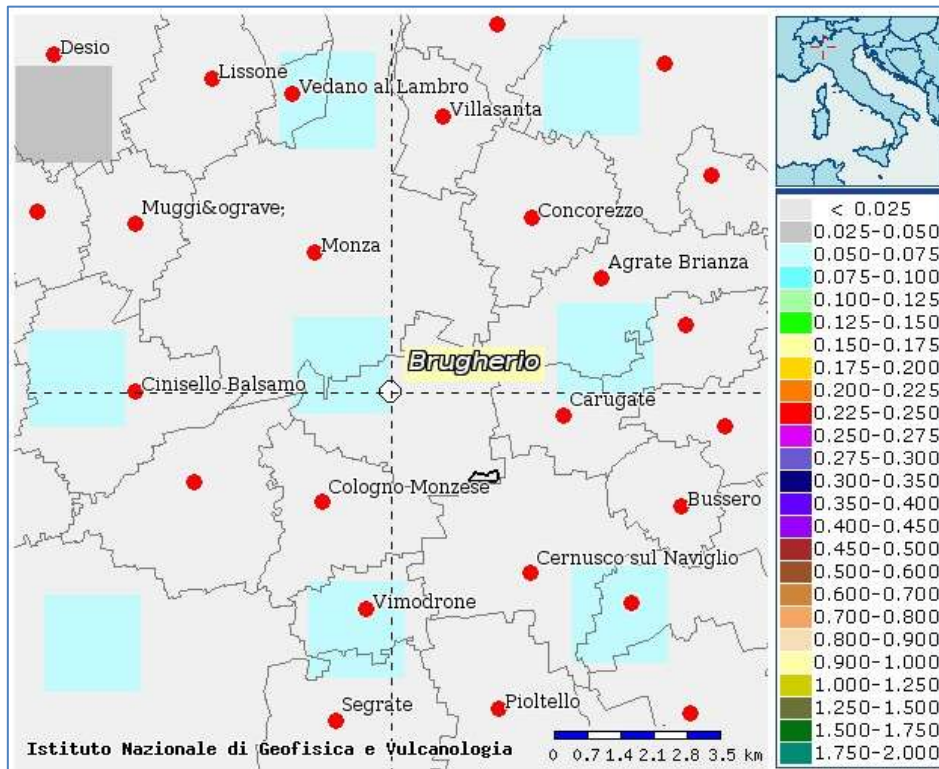 Desio
Lissone
Vedano al Lambro
Villasanta
Muggi&ograve;
Concorezzo
Monza
Agrate Brianza
Brugherio
Cinisello Balsamo
Carugate
Cologno Monzese
Bussero
Cernusco sul Naviglio
Vimodrone
Segrate
Pioltello
Istituto Nazionale di Geofisica e Vulcanologia
0 0.7 1.4 2.1 2.8 3.5 km
< 0.025
0.025-0.050
0.050-0.075
0.075-0.100
0.100-0.125
0.125-0.150
0.150-0.175
0.175-0.200
0.200-0.225
0.225-0.250
0.250-0.275
0.275-0.300
0.300-0.350
0.350-0.400
0.400-0.450
0.450-0.500
0.500-0.600
0.600-0.700
0.700-0.800
0.800-0.900
0.900-1.000
1.000-1.250
1.250-1.500
1.500-1.750
1.750-2.000